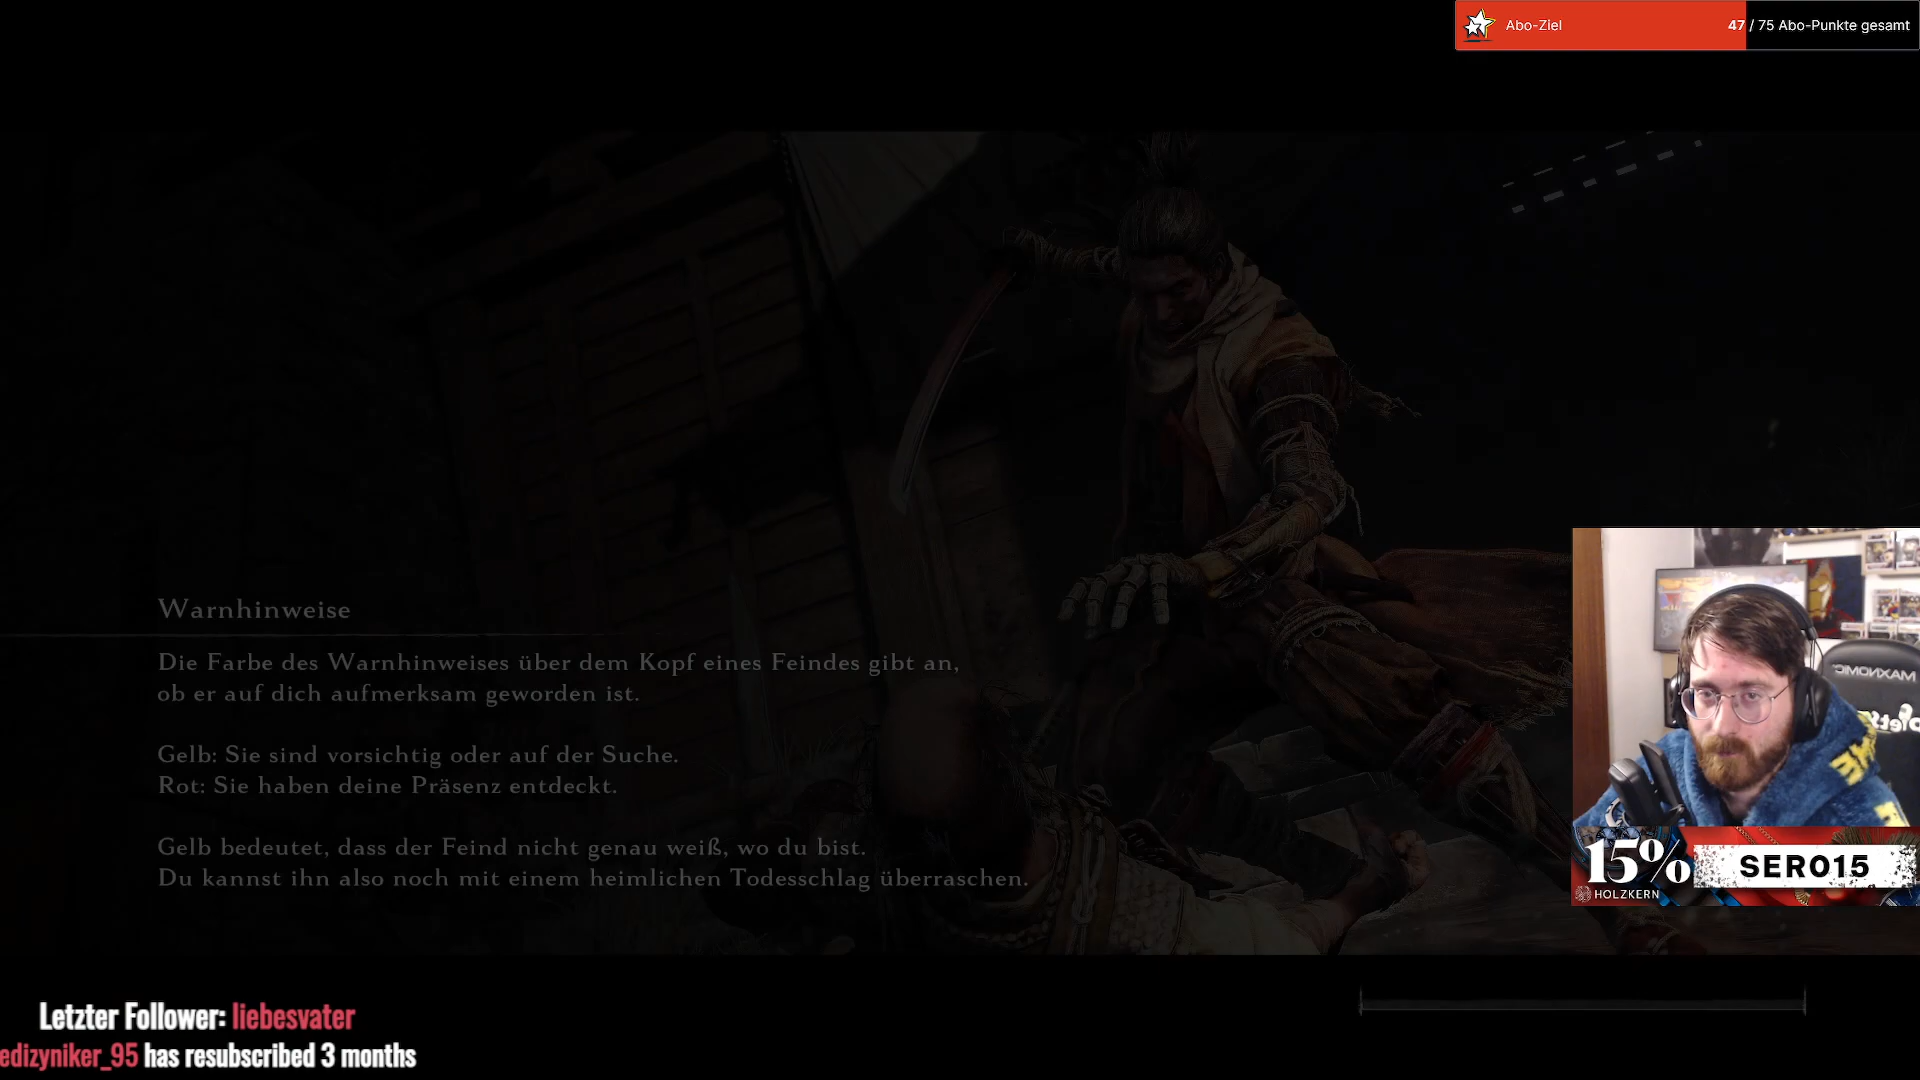 Abo-Ziel
47 / 75 Abo-Punkte gesamt
Warnhinweise
Die Farbe des Warnhinweises über dem Kopf eines Feindes gibt an,
ob er auf dich aufmerksam geworden ist.
Gelb: Sie sind vorsichtig oder auf der Suche.
Rot: Sie haben deine Präsenz entdeckt.
Gelb bedeutet, dass der Feind nicht genau weiß, wo du bist.
Du kannst ihn also noch mit einem heimlichen Todesschlag überraschen.
MAXNOMIC
15%
SERO15
HOLZKERN
Letzter Follower: liebesvater
edizyniker_95 has resubscribed 3 months